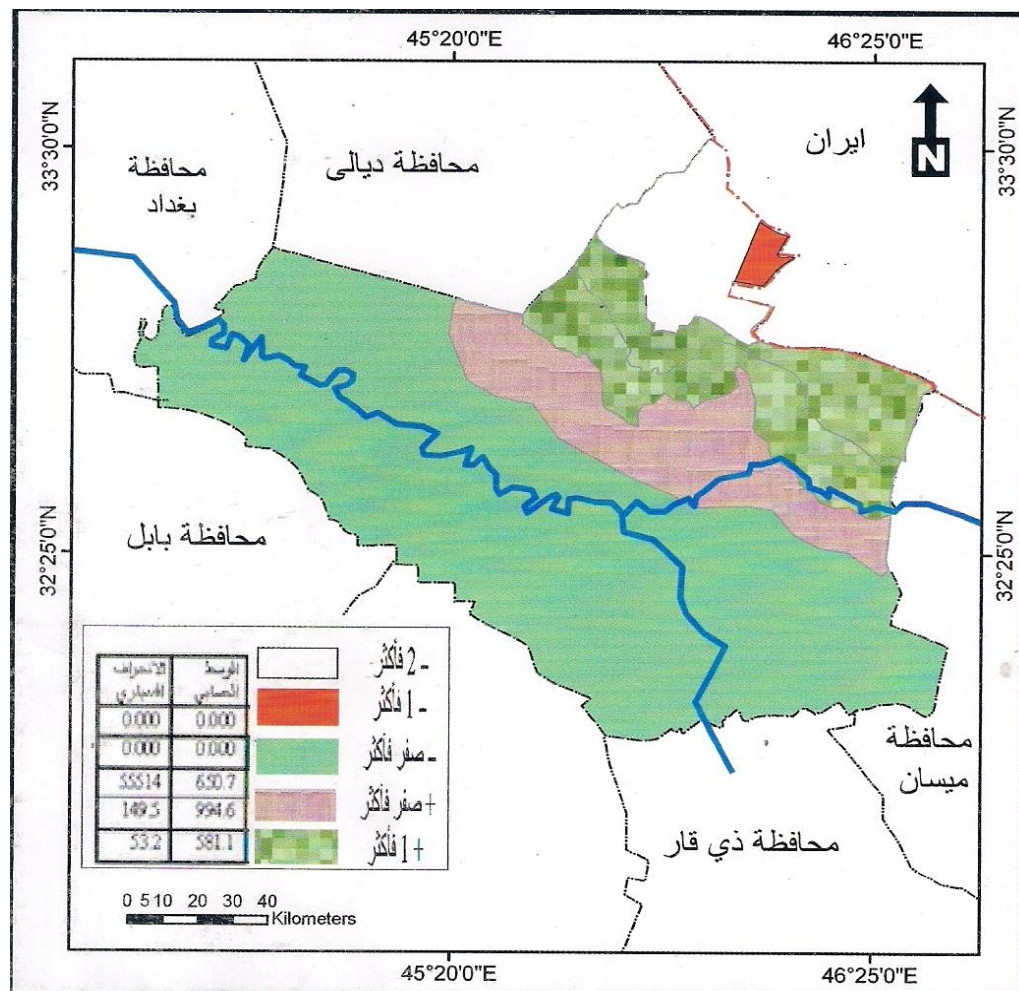 45°20'0"E
46°25'0"E
33°30'0"N
33°30'0"N
ايران
N
محافظة ديالى
محافظة
بغداد
محافظة بابل
32°25'0"N
32°25'0"N
محافظة
ميسان
محافظة ذي قار
الوسط
الحسابي
الانحراف
المعياري
0.000 0.000
0.000 0.000
55514 650.7
149.5 994.6
53.2 581.1
- 2 فأكثر
- 1 فأكثر
- صفر فأكثر
+ صفر فأكثر
+ 1 فأكثر
0 5 10 20 30 40
Kilometers
45°20'0"E
46°25'0"E